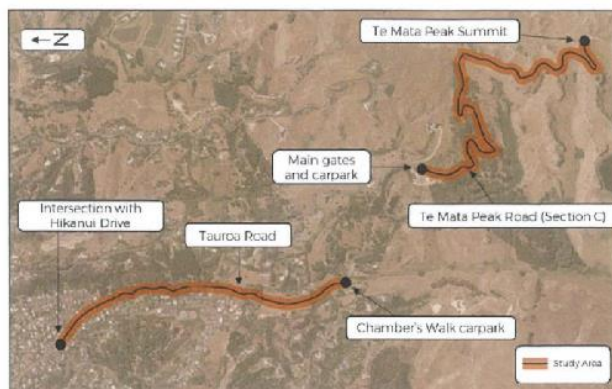 N
Te Mata Peak Summit
Main gates
and carpark
Te Mata Peak Road (Section C)
Intersection with
Hikanui Drive
Tauroa Road
Chamber's Walk carpark
Study Area